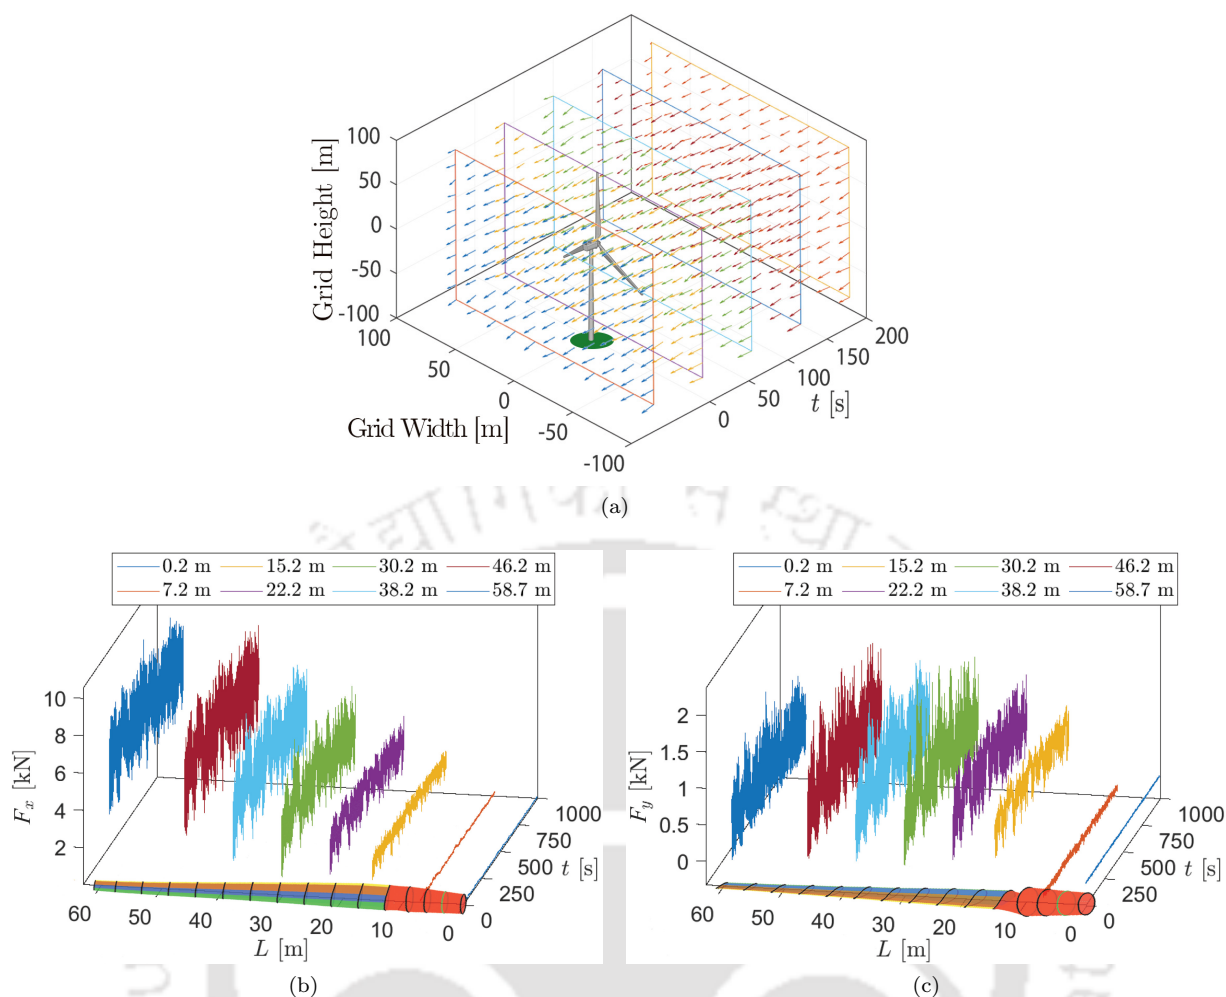 100
50
0
-50
-100
Grid Height [m]
100
50
0
-50
-100
Grid Width [m]
0
50
100
150
200
t [s]
(a)
0.2 m 15.2 m 30.2 m 46.2 m
7.2 m 22.2 m 38.2 m 58.7 m
10
8
6
4
2
F_x [kN]
60 50 40 30 20 10 0
L [m]
0
250
500
750
1000
t [s]
(b)
0.2 m 15.2 m 30.2 m 46.2 m
7.2 m 22.2 m 38.2 m 58.7 m
2
1.5
1
0.5
0
F_y [kN]
60 50 40 30 20 10 0
L [m]
0
250
500
750
1000
t [s]
(c)